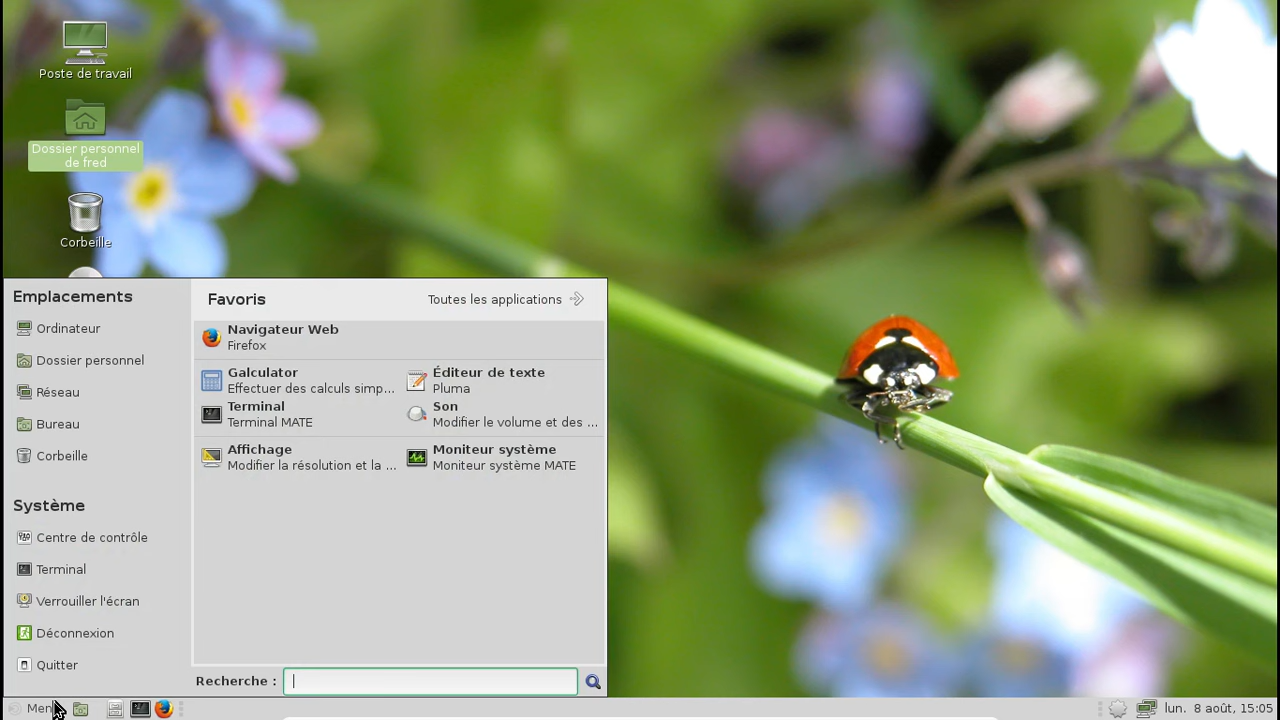 Poste de travail
Dossier personnel
de fred
Corbeille
Emplacements
Ordinateur
Dossier personnel
Réseau
Bureau
Corbeille
Système
Centre de contrôle
Terminal
Verrouiller l'écran
Déconnexion
Quitter
Favoris
Toutes les applications
Navigateur Web
Firefox
Galculator
Effectuer des calculs simp...
Éditeur de texte
Pluma
Terminal
Terminal MATE
Son
Modifier le volume et des ...
Affichage
Modifier la résolution et la ...
Moniteur système
Moniteur système MATE
Recherche :
lun. 8 août, 15:05